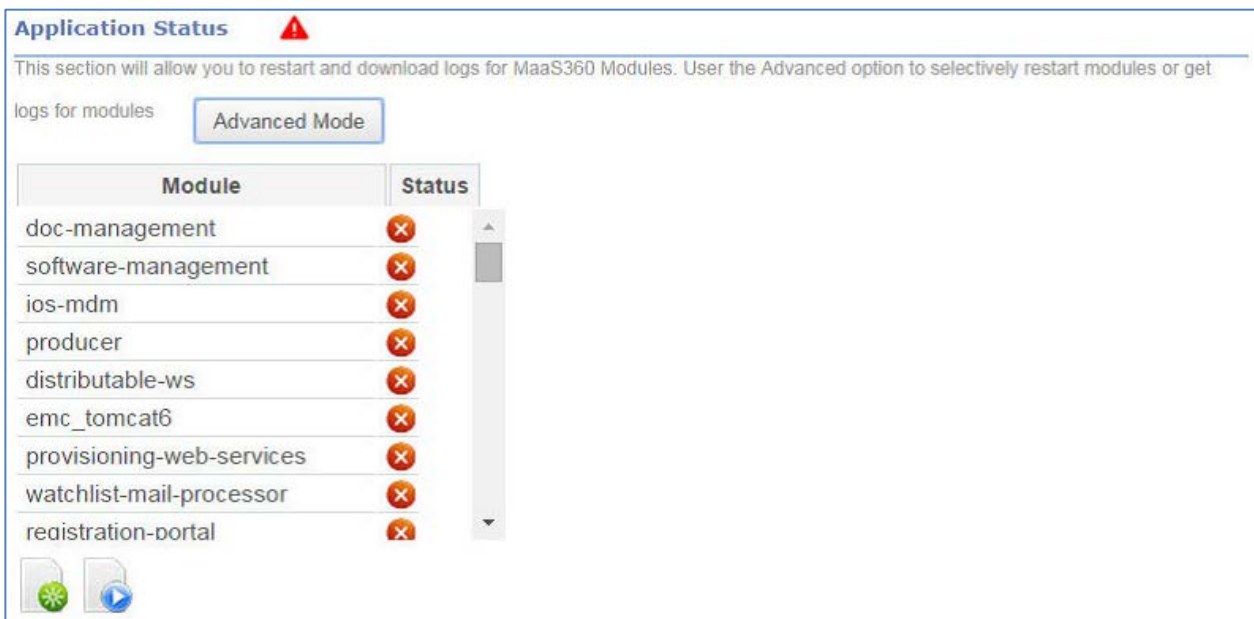 Application Status
This section will allow you to restart and download logs for MaaS360 Modules. User the Advanced option to selectively restart modules or get
logs for modules Advanced Mode
Module Status
doc-management
software-management
ios-mdm
producer
distributable-ws
emc_tomcat6
provisioning-web-services
watchlist-mail-processor
registration-portal